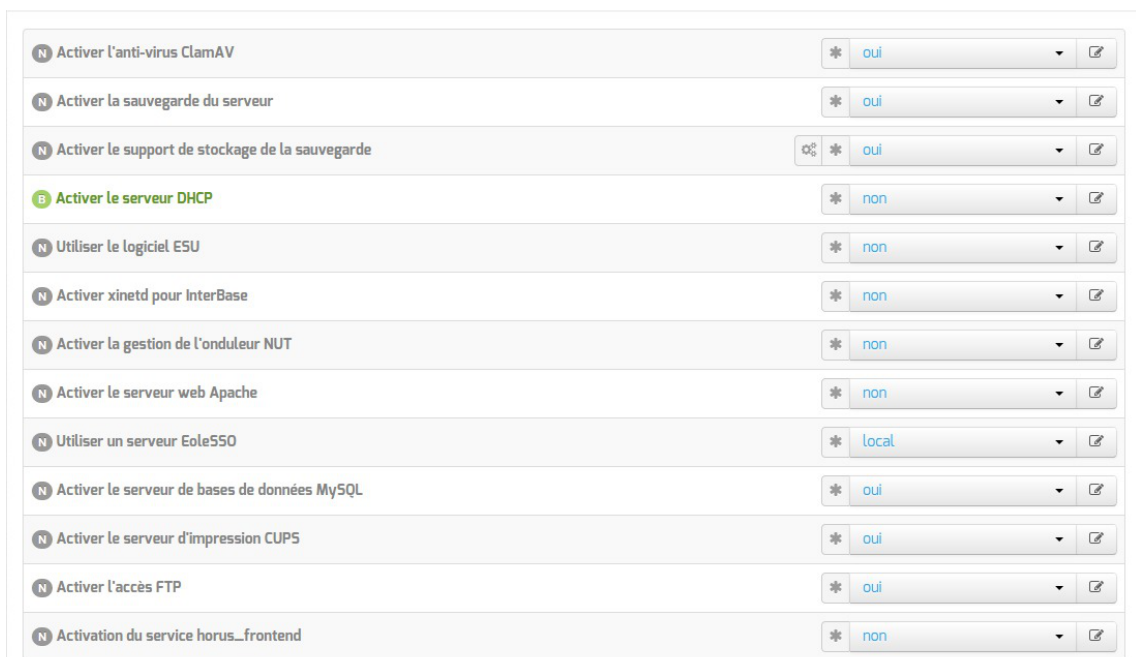 N Activer l'anti-virus ClamAV * oui
N Activer la sauvegarde du serveur * oui
N Activer le support de stockage de la sauvegarde * oui
B Activer le serveur DHCP * non
N Utiliser le logiciel ESU * non
N Activer xinetd pour InterBase * non
N Activer la gestion de l'onduleur NUT * non
N Activer le serveur web Apache * non
N Utiliser un serveur EoleSSO * local
N Activer le serveur de bases de données MySQL * oui
N Activer le serveur d'impression CUPS * oui
N Activer l'accès FTP * oui
N Activation du service horus_frontend * non